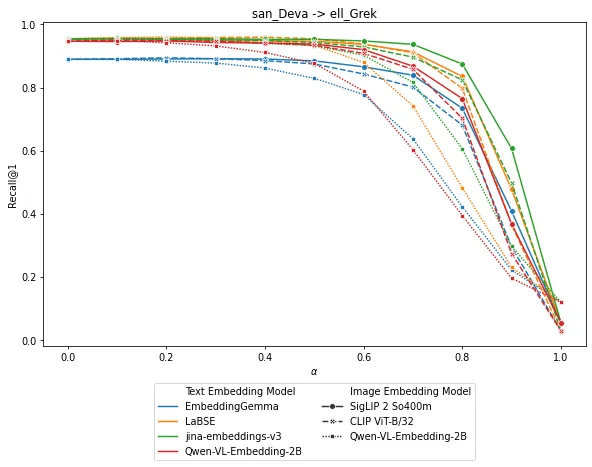 san_Deva -> ell_Grek
1.0
0.8
0.6
0.4
0.2
0.0
Recall@1
0.0 0.2 0.4 0.6 0.8 1.0
α
Text Embedding Model Image Embedding Model
EmbeddingGemma SigLIP 2 So400m
LaBSE CLIP ViT-B/32
jina-embeddings-v3 Qwen-VL-Embedding-2B
Qwen-VL-Embedding-2B